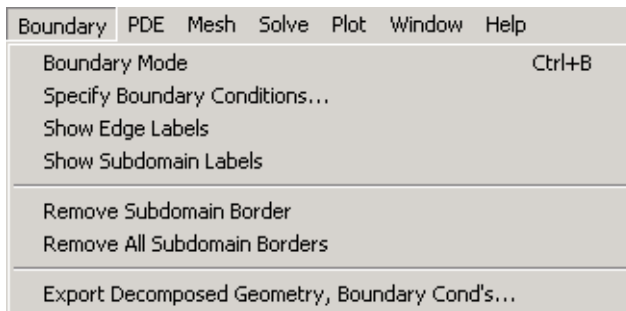 Boundary PDE Mesh Solve Plot Window Help
Boundary Mode Ctrl+B
Specify Boundary Conditions...
Show Edge Labels
Show Subdomain Labels
Remove Subdomain Border
Remove All Subdomain Borders
Export Decomposed Geometry, Boundary Cond's...